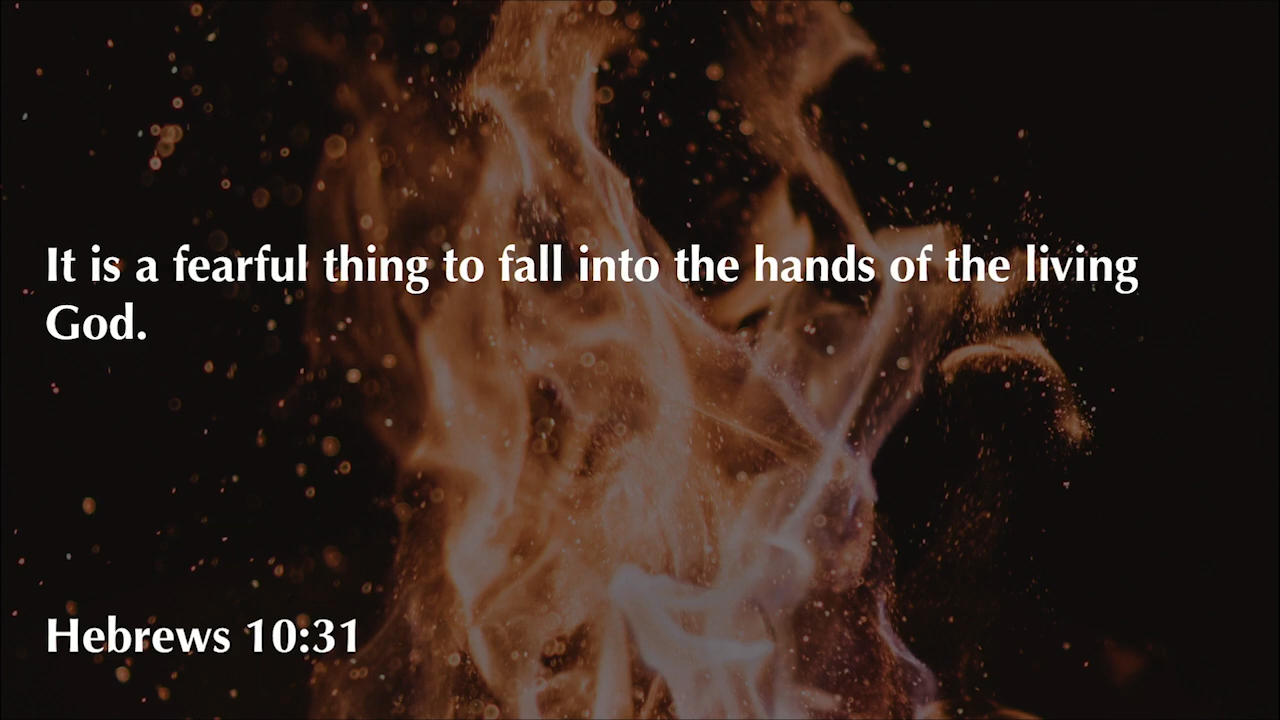 It is a fearful thing to fall into the hands of the living
God.
Hebrews 10:31